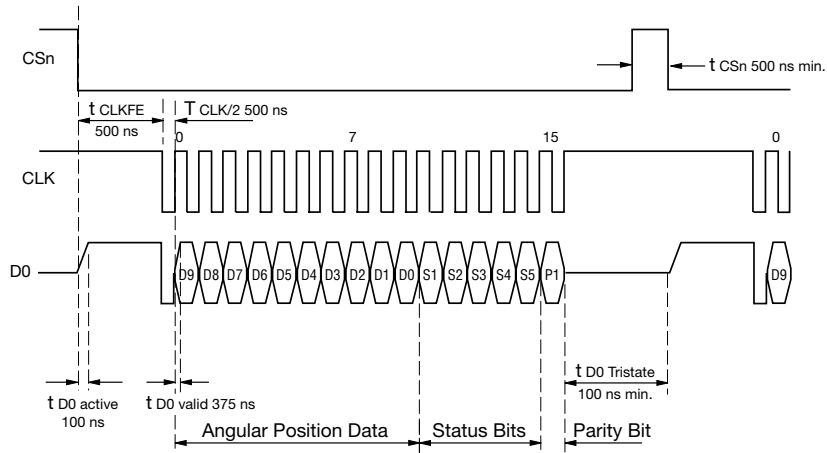 CSn
t CSn 500 ns min.
t CLKFE
500 ns
T CLK/2 500 ns
0 7 15 0
CLK
D0
D9 D8 D7 D6 D5 D4 D3 D2 D1 D0 S1 S2 S3 S4 S5 P1 D9
t D0 active
100 ns
t D0 valid 375 ns
t D0 Tristate
100 ns min.
Angular Position Data Status Bits Parity Bit